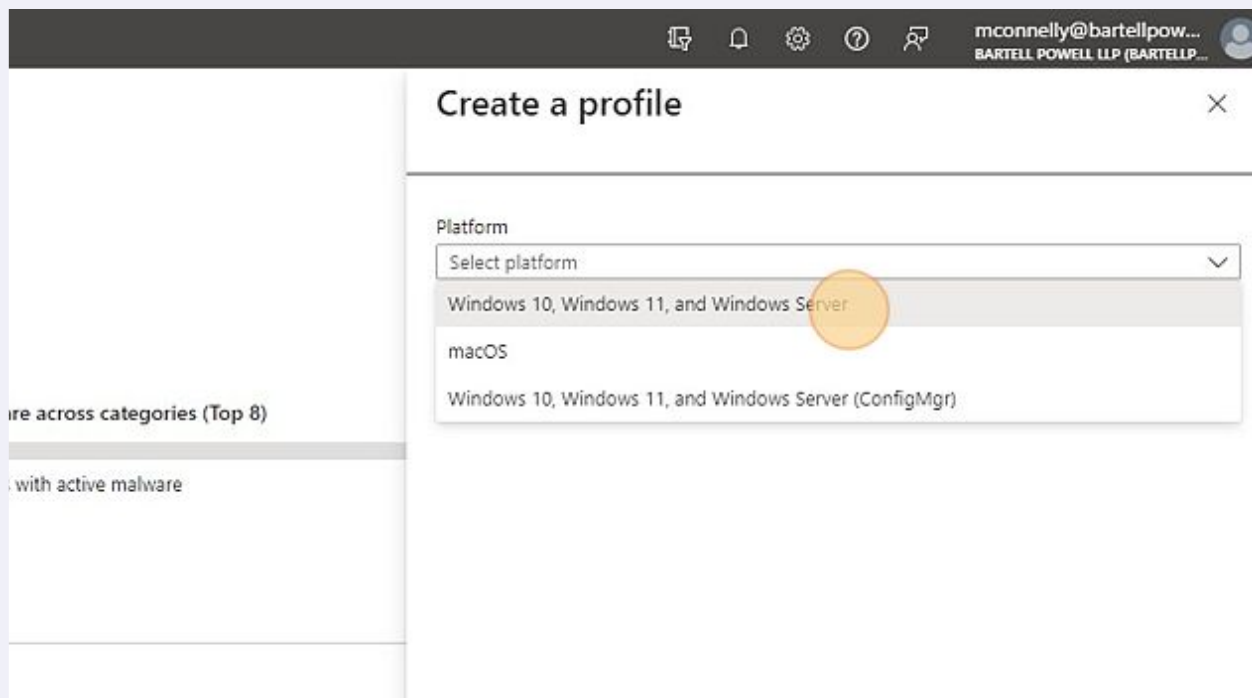 mconnelly@bartellpow...
BARTELL POWELL LLP (BARTELLP...
Create a profile
Platform
Select platform
Windows 10, Windows 11, and Windows Server
macOS
Windows 10, Windows 11, and Windows Server (ConfigMgr)
re across categories (Top 8)
with active malware